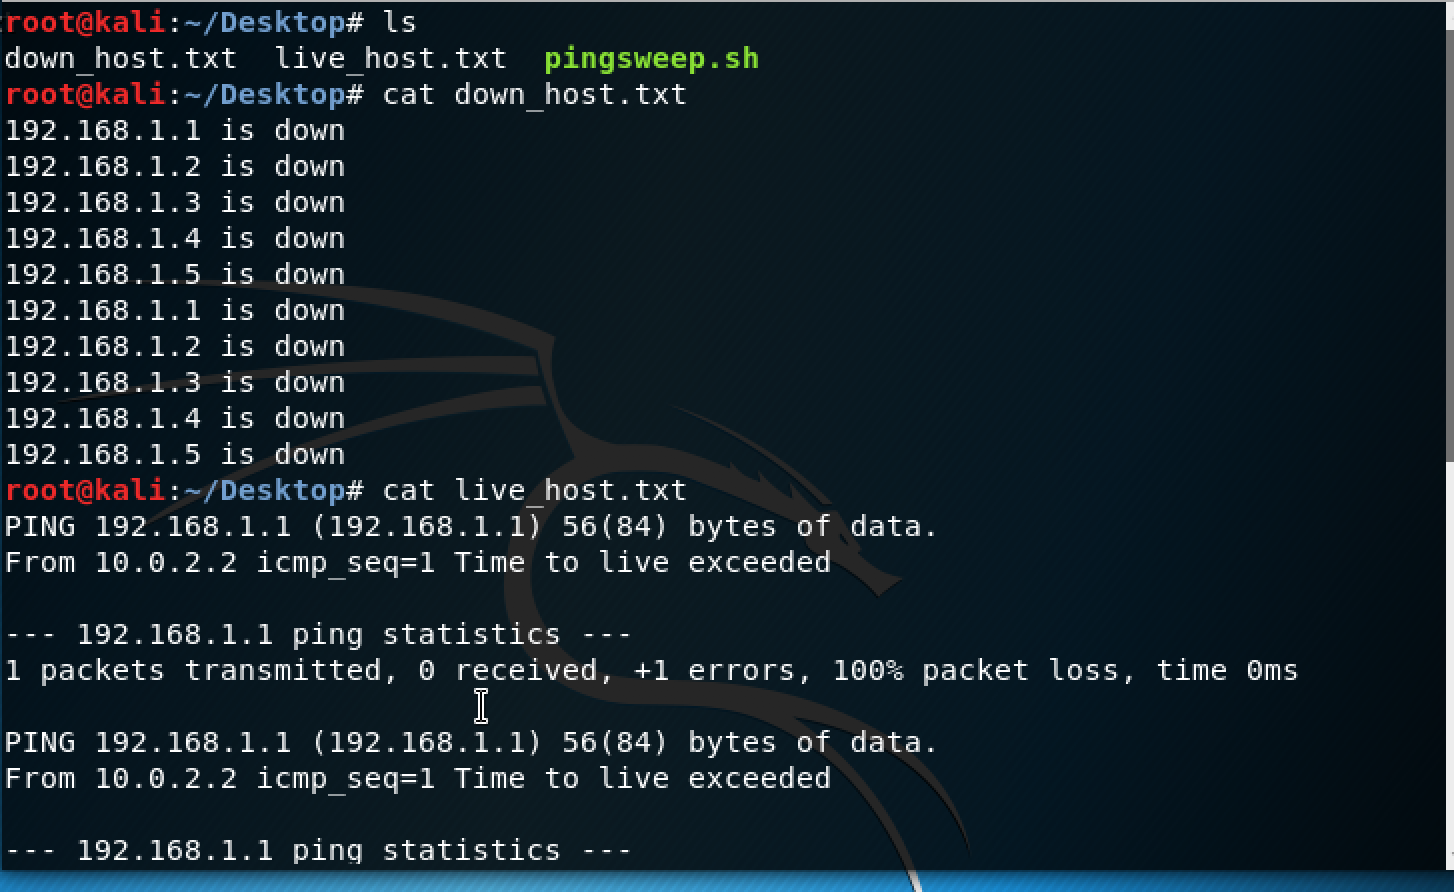 root@kali:~/Desktop# ls
down_host.txt  live_host.txt  pingsweep.sh
root@kali:~/Desktop# cat down_host.txt
192.168.1.1 is down
192.168.1.2 is down
192.168.1.3 is down
192.168.1.4 is down
192.168.1.5 is down
192.168.1.1 is down
192.168.1.2 is down
192.168.1.3 is down
192.168.1.4 is down
192.168.1.5 is down
root@kali:~/Desktop# cat live_host.txt
PING 192.168.1.1 (192.168.1.1) 56(84) bytes of data.
From 10.0.2.2 icmp_seq=1 Time to live exceeded
--- 192.168.1.1 ping statistics ---
1 packets transmitted, 0 received, +1 errors, 100% packet loss, time 0ms
PING 192.168.1.1 (192.168.1.1) 56(84) bytes of data.
From 10.0.2.2 icmp_seq=1 Time to live exceeded
--- 192.168.1.1 ping statistics ---